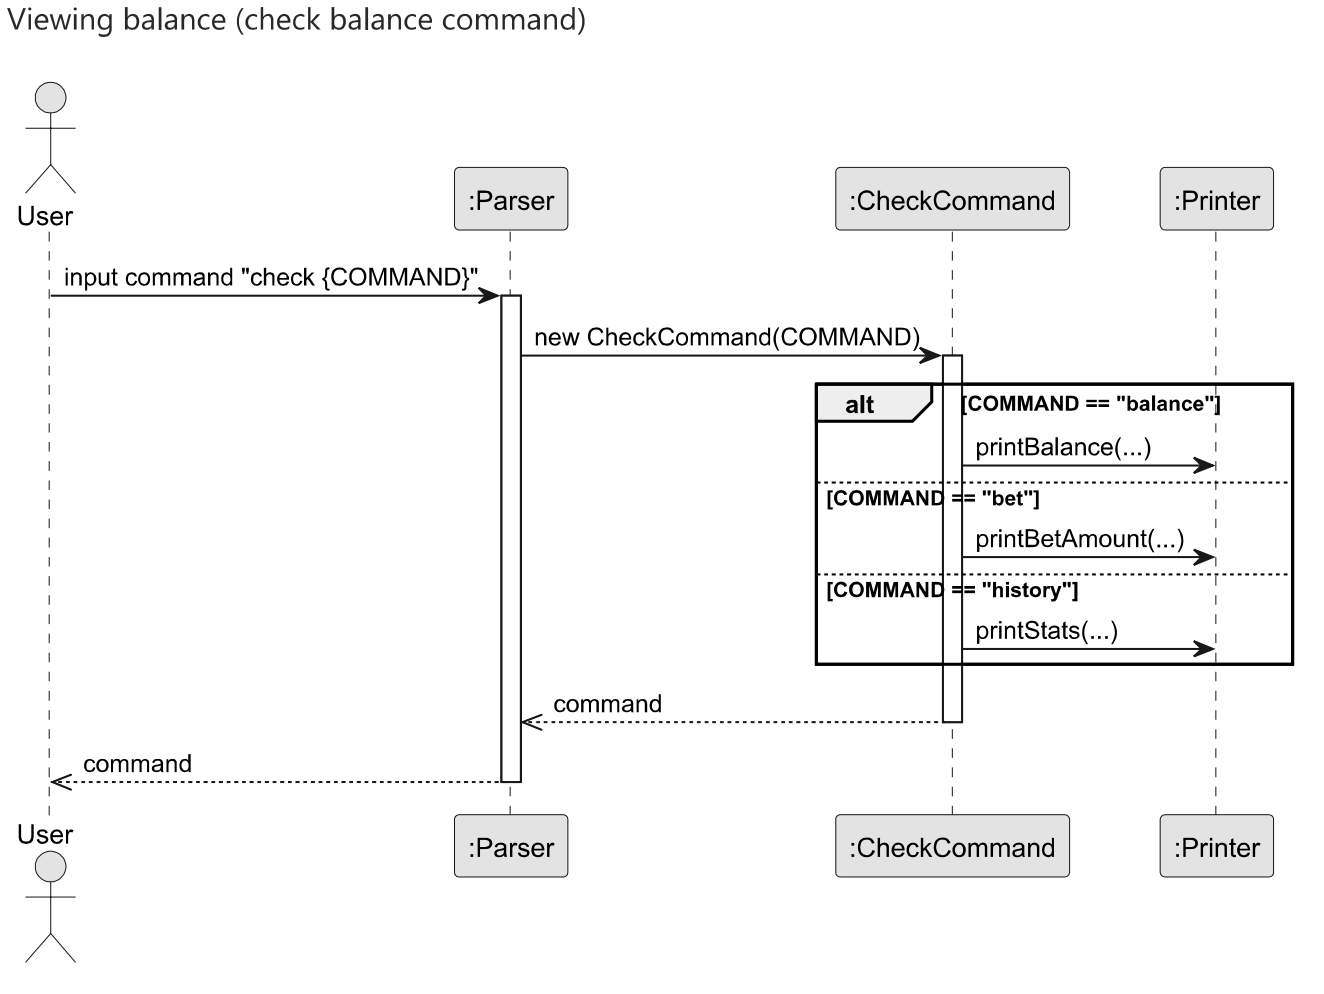 Viewing balance (check balance command)
User
:Parser
:CheckCommand
:Printer
input command "check {COMMAND}"
new CheckCommand(COMMAND)
alt
[COMMAND == "balance"]
printBalance(...)
[COMMAND == "bet"]
printBetAmount(...)
[COMMAND == "history"]
printStats(...)
command
command
User
:Parser
:CheckCommand
:Printer